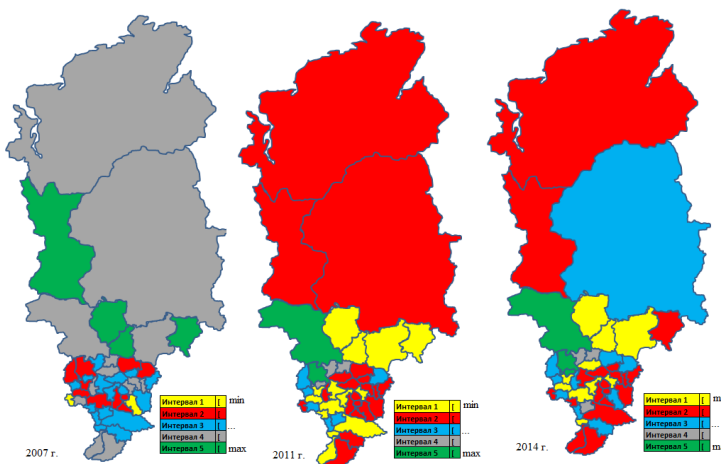 Интервал 1 [ min
Интервал 2 [
Интервал 3 [ ...
Интервал 4 [
Интервал 5 [ max
2007 г.
Интервал 1 [ min
Интервал 2 [
Интервал 3 [ ...
Интервал 4 [
Интервал 5 [ max
2011 г.
Интервал 1 [ m
Интервал 2 [
Интервал 3 [ ...
Интервал 4 [
Интервал 5 [ m
2014 г.